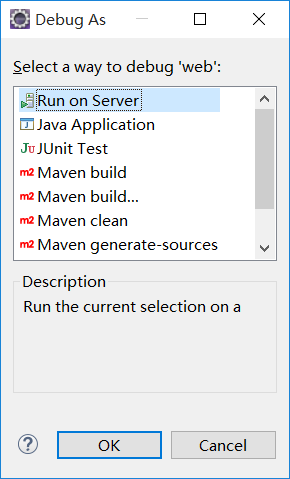 Debug As
Select a way to debug 'web':
Run on Server
Java Application
JUnit Test
Maven build
Maven build...
Maven clean
Maven generate-sources
Description
Run the current selection on a
OK
Cancel